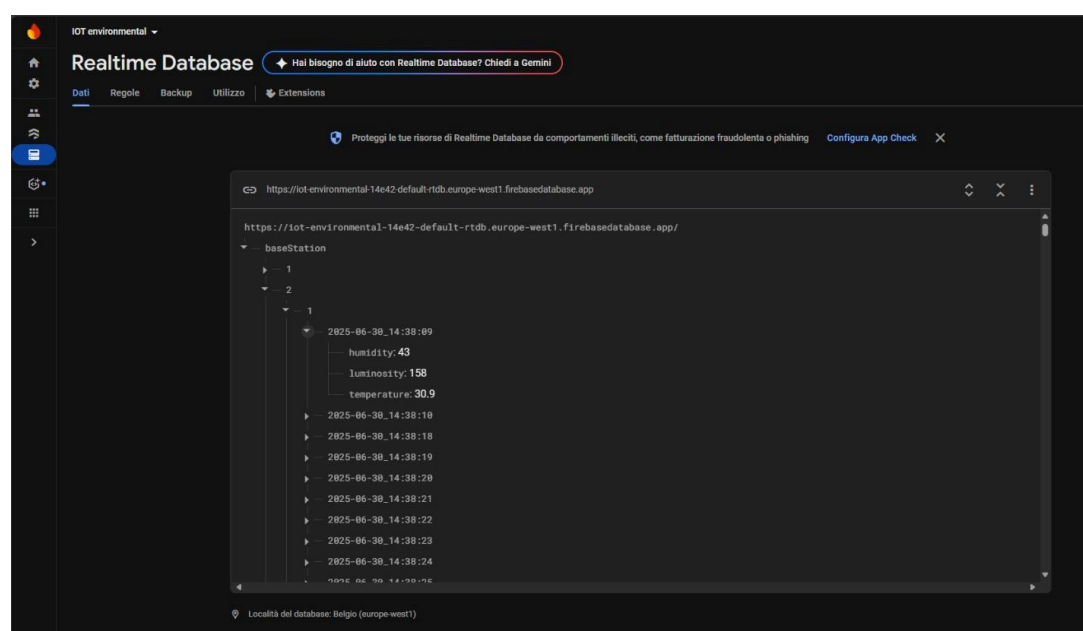 IOT environmental
Realtime Database
Hai bisogno di aiuto con Realtime Database? Chiedi a Gemini
Dati Regole Backup Utilizzo Extensions
Proteggi le tue risorse di Realtime Database da comportamenti illeciti, come fatturazione fraudolenta o phishing Configura App Check
https://iot-environmental-14e42-default-rtdb.europe-west1.firebasedatabase.app
https://iot-environmental-14e42-default-rtdb.europe-west1.firebasedatabase.app/
baseStation
1
2
1
2025-06-30_14:38:09
humidity: 43
luminosity: 158
temperature: 30.9
2025-06-30_14:38:10
2025-06-30_14:38:18
2025-06-30_14:38:19
2025-06-30_14:38:20
2025-06-30_14:38:21
2025-06-30_14:38:22
2025-06-30_14:38:23
2025-06-30_14:38:24
2025-06-30_14:38:25
Località del database: Belgio (europe-west1)